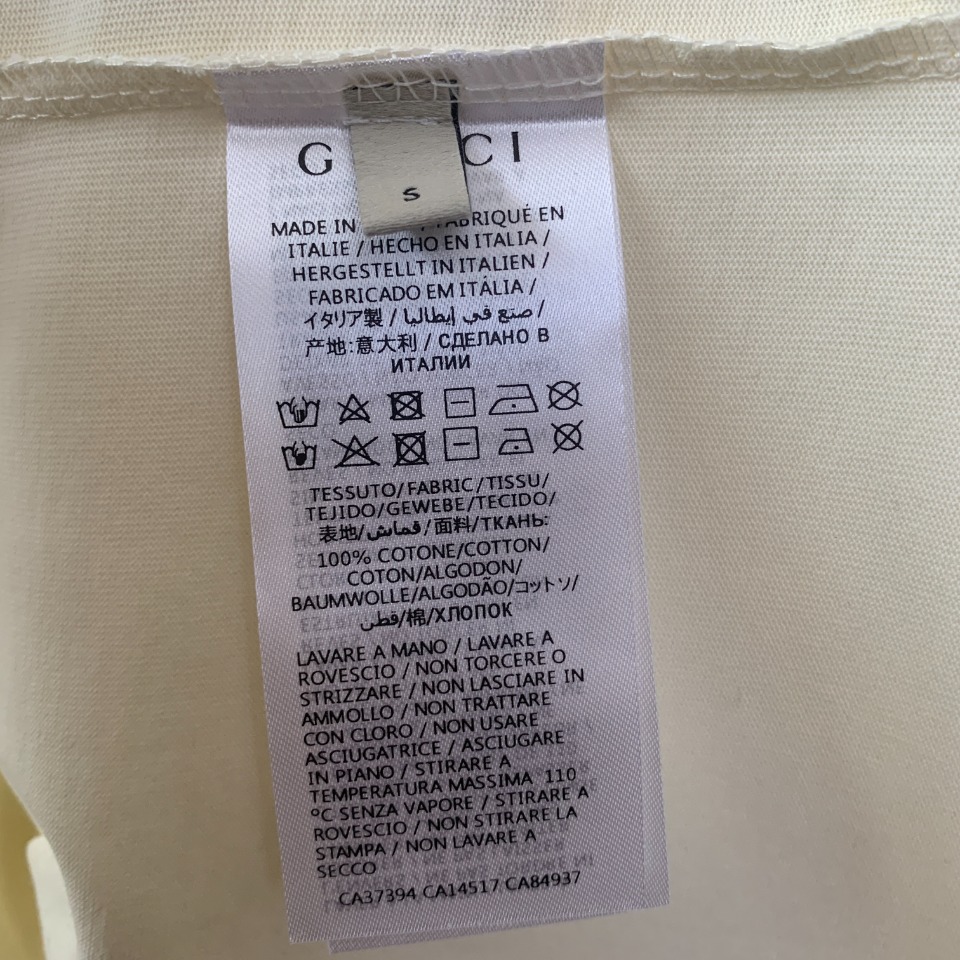 G CI
S
MADE IN / FABRIQUÉ EN
ITALIE / HECHO EN ITALIA /
HERGESTELLT IN ITALIEN /
FABRICADO EM ITÁLIA /
イタリア製 / صنع في إيطاليا /
产地:意大利 / СДЕЛАНО В
ИТАЛИИ
TESSUTO/FABRIC/TISSU/
TEJIDO/GEWEBE/TECIDO/
表地/قماش/面料/ТКАНЬ:
100% COTONE/COTTON/
COTON/ALGODON/
BAUMWOLLE/ALGODÃO/コットン/
قطن/棉/ХЛОПОК
LAVARE A MANO / LAVARE A
ROVESCIO / NON TORCERE O
STRIZZARE / NON LASCIARE IN
AMMOLLO / NON TRATTARE
CON CLORO / NON USARE
ASCIUGATRICE / ASCIUGARE
IN PIANO / STIRARE A
TEMPERATURA MASSIMA 110
°C SENZA VAPORE / STIRARE A
ROVESCIO / NON STIRARE LA
STAMPA / NON LAVARE A
SECCO
CA37394 CA14517 CA84937